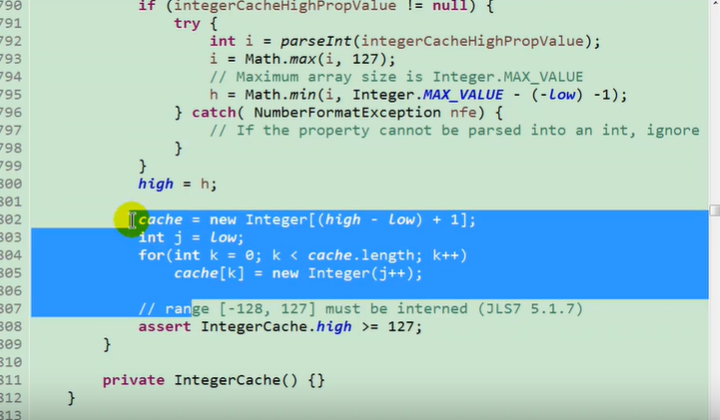 790 if (integerCacheHighPropValue != null) {
791 try {
792 int i = parseInt(integerCacheHighPropValue);
793 i = Math.max(i, 127);
794 // Maximum array size is Integer.MAX_VALUE
795 h = Math.min(i, Integer.MAX_VALUE - (-low) -1);
796 } catch( NumberFormatException nfe) {
797 // If the property cannot be parsed into an int, ignore
798 }
799 }
800 high = h;
801
802 cache = new Integer[(high - low) + 1];
803 int j = low;
804 for(int k = 0; k < cache.length; k++)
805 cache[k] = new Integer(j++);
806
807 // range [-128, 127] must be interned (JLS7 5.1.7)
808 assert IntegerCache.high >= 127;
809 }
810
811 private IntegerCache() {}
812 }
813